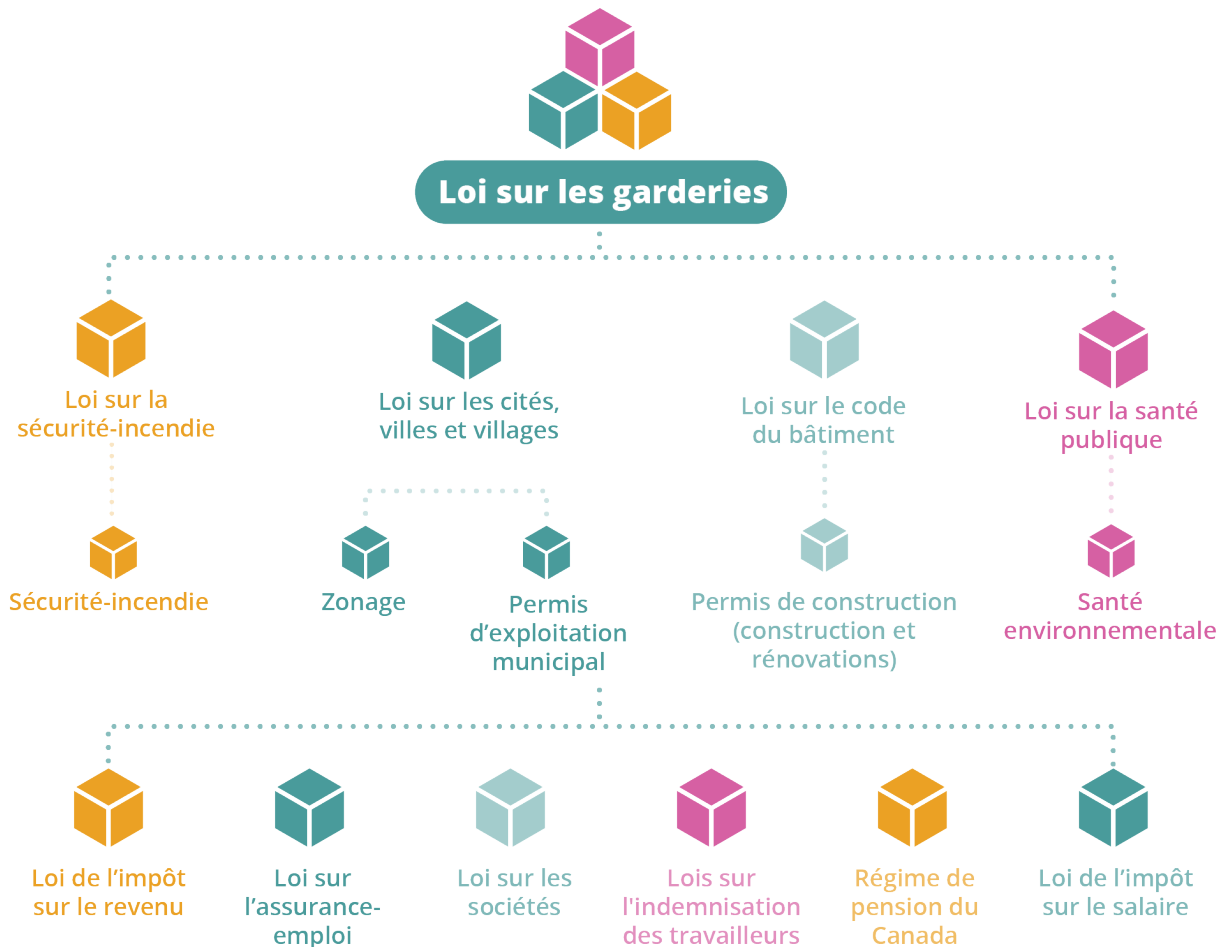 Loi sur les garderies
Loi sur la
sécurité-incendie
Loi sur les cités,
villes et villages
Loi sur le code
du bâtiment
Loi sur la santé
publique
Sécurité-incendie
Zonage
Permis
d’exploitation
municipal
Permis de construction
(construction et
rénovations)
Santé
environnementale
Loi de l’impôt
sur le revenu
Loi sur
l’assurance-
emploi
Loi sur les
sociétés
Lois sur
l'indemnisation
des travailleurs
Régime de
pension du
Canada
Loi de l’impôt
sur le salaire